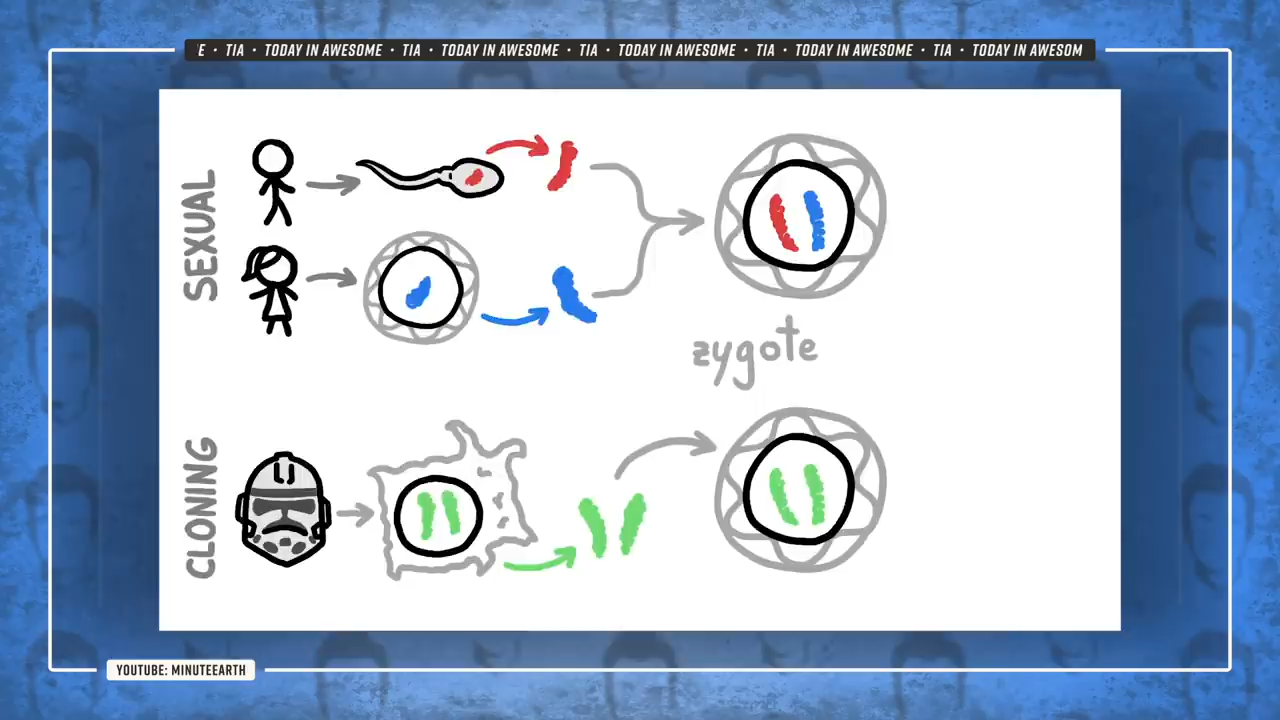 E · TIA · TODAY IN AWESOME · TIA · TODAY IN AWESOME · TIA · TODAY IN AWESOME · TIA · TODAY IN AWESOME · TIA · TODAY IN AWESOM
SEXUAL
zygote
CLONING
YOUTUBE: MINUTEEARTH